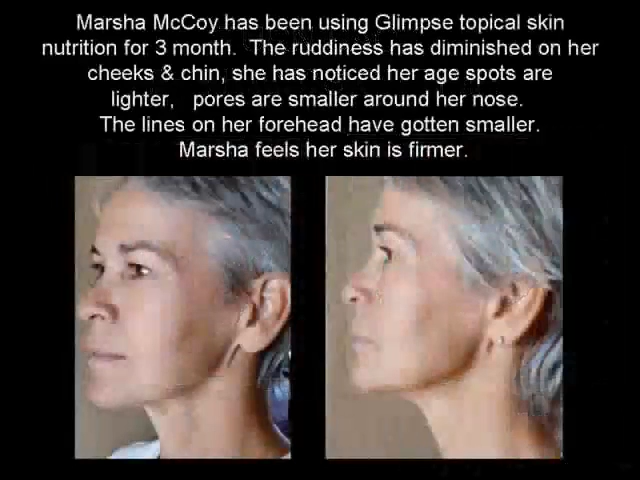 Marsha McCoy has been using Glimpse topical skin
nutrition for 3 month. The ruddiness has diminished on her
cheeks & chin, she has noticed her age spots are
lighter, pores are smaller around her nose.
The lines on her forehead have gotten smaller.
Marsha feels her skin is firmer.